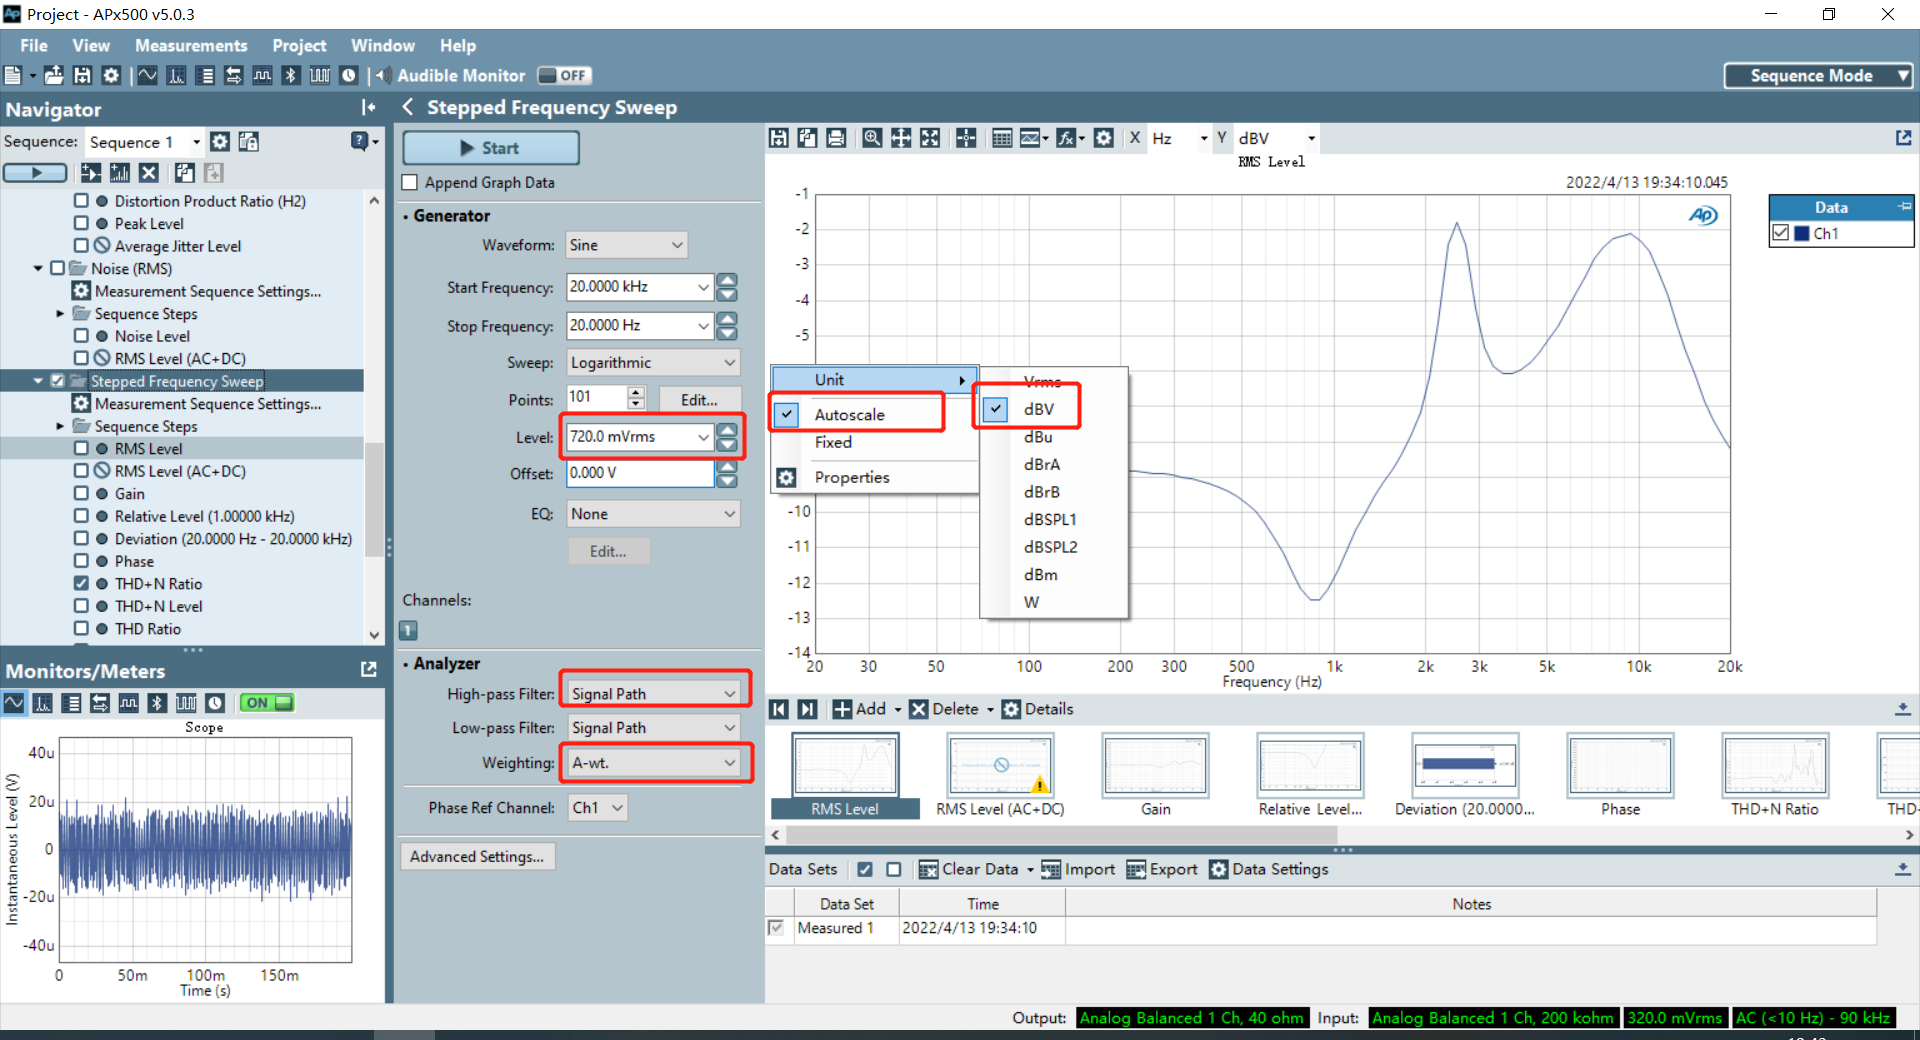 Project - APx500 v5.0.3
File View Measurements Project Window Help
Audible Monitor OFF
Sequence Mode
Navigator
Sequence: Sequence 1
Distortion Product Ratio (H2)
Peak Level
Average Jitter Level
Noise (RMS)
Measurement Sequence Settings...
Sequence Steps
Noise Level
RMS Level (AC+DC)
Stepped Frequency Sweep
Measurement Sequence Settings...
Sequence Steps
RMS Level
RMS Level (AC+DC)
Gain
Relative Level (1.00000 kHz)
Deviation (20.0000 Hz - 20.0000 kHz)
Phase
THD+N Ratio
THD+N Level
THD Ratio
Monitors/Meters
ON
Scope
Instantaneous Level (V)
40u
20u
0
-20u
-40u
0 50m 100m 150m
Time (s)
Stepped Frequency Sweep
Start
Append Graph Data
Generator
Waveform: Sine
Start Frequency: 20.0000 kHz
Stop Frequency: 20.0000 Hz
Sweep: Logarithmic
Points: 101 Edit...
Level: 720.0 mVrms
Offset: 0.000 V
EQ: None
Edit...
Channels:
1
Analyzer
High-pass Filter: Signal Path
Low-pass Filter: Signal Path
Weighting: A-wt.
Phase Ref Channel: Ch1
Advanced Settings...
X Hz Y dBV
RMS Level
2022/4/13 19:34:10.045
AP
Data
Ch1
-1
-2
-3
-4
-5
-10
-11
-12
-13
-14
20 30 50 100 200 300 500 1k 2k 3k 5k 10k 20k
Frequency (Hz)
Unit
Autoscale
Fixed
Properties
Vrms
dBV
dBu
dBrA
dBrB
dBSPL1
dBSPL2
dBm
W
Add Delete Details
RMS Level RMS Level (AC+DC) Gain Relative Level... Deviation (20.0000... Phase THD+N Ratio THD-
Data Sets Clear Data Import Export Data Settings
Data Set Time Notes
Measured 1 2022/4/13 19:34:10
Output: Analog Balanced 1 Ch, 40 ohm Input: Analog Balanced 1 Ch, 200 kohm 320.0 mVrms AC (<10 Hz) - 90 kHz